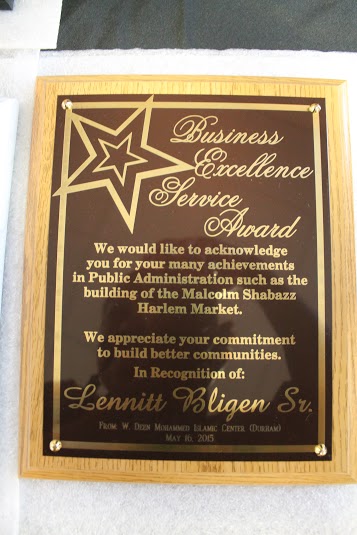 Business
Excellence
Service
Award
We would like to acknowledge
you for your many achievements
in Public Administration such as the
building of the Malcolm Shabazz
Harlem Market.
We appreciate your commitment
to build better communities.
In Recognition of:
Lennitt Bligen Sr.
From W. Deen Mohammed Islamic Center (Durham)
May 16, 2015